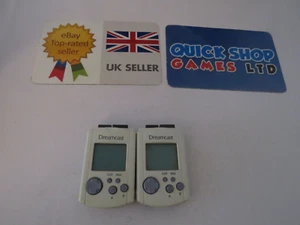 eBay
Top-rated
seller
UK SELLER
QUICK SHOP
GAMES LTD
Dreamcast
Dreamcast